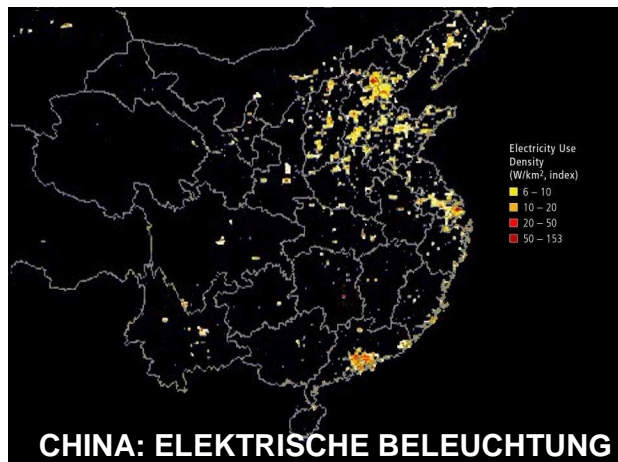 Electricity Use
Density
(W/km², index)
6 – 10
10 – 20
20 – 50
50 – 153
CHINA: ELEKTRISCHE BELEUCHTUNG